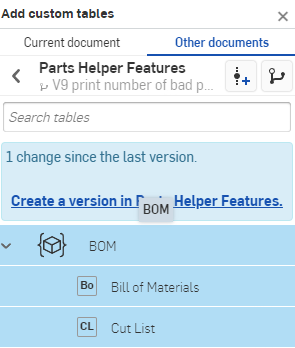 Add custom tables
Current document
Other documents
Parts Helper Features
V9 print number of bad p...
Search tables
1 change since the last version.
Create a version in Parts Helper Features.
BOM
BOM
Bo Bill of Materials
CL Cut List